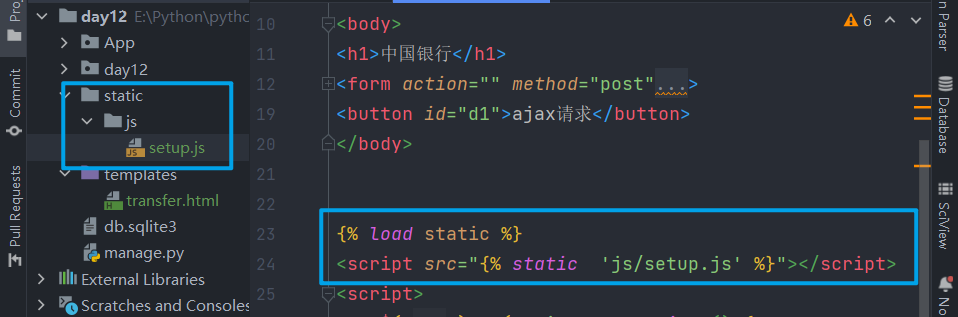 Pro
Commit
Pull Requests
day12 E:\Python\python
App
day12
static
js
setup.js
templates
transfer.html
db.sqlite3
manage.py
External Libraries
Scratches and Consoles
10 <body>
11 <h1>中国银行</h1>
12 <form action="" method="post"...>
19 <button id="d1">ajax请求</button>
20 </body>
21
22
23 {% load static %}
24 <script src="{% static 'js/setup.js' %}"></script>
25 <script>
6
n Parser
Database
SciView
No